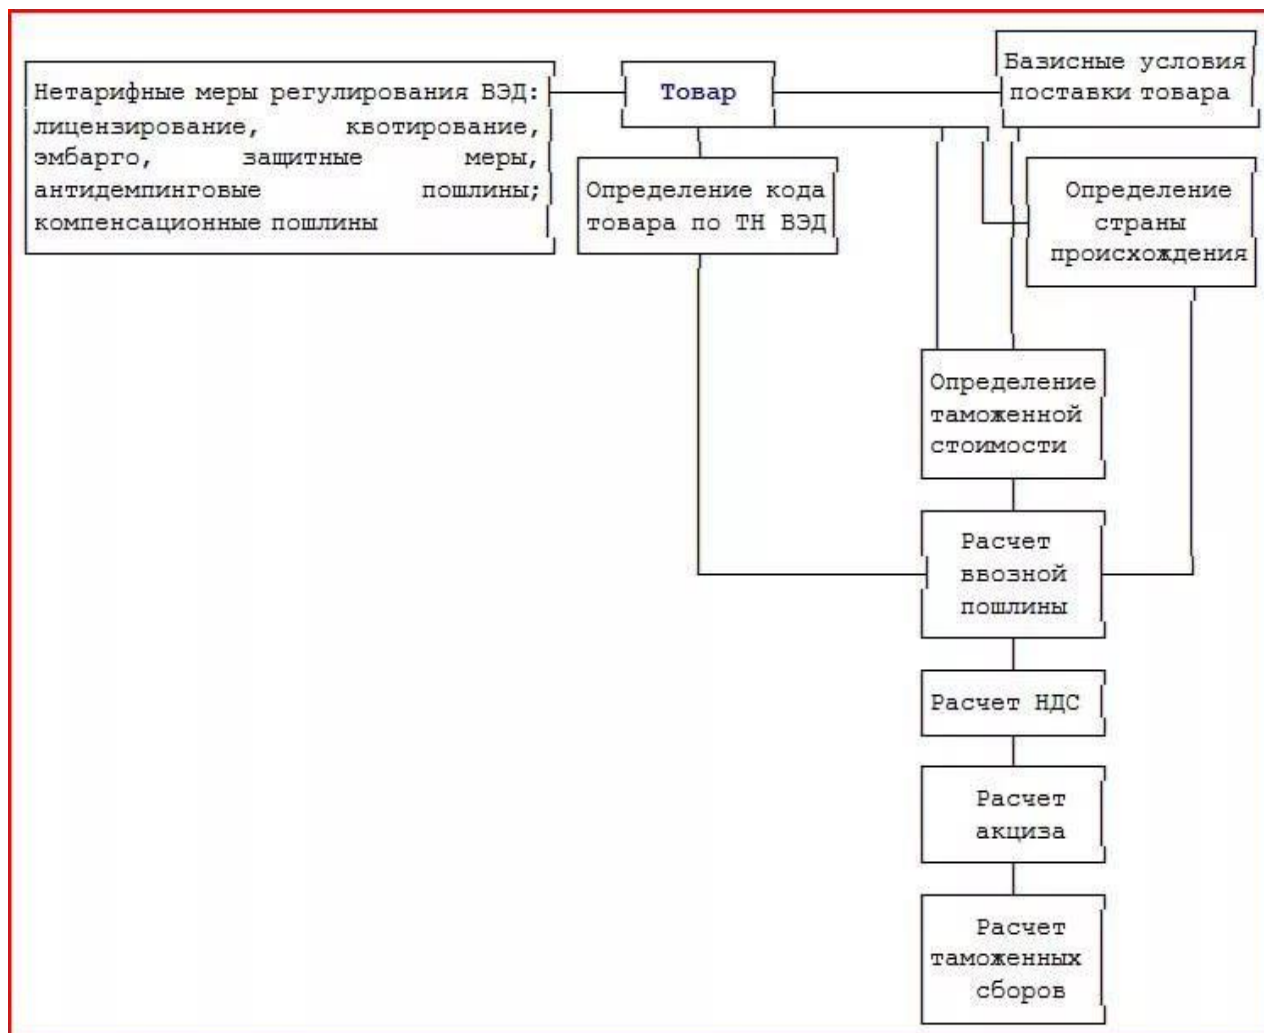 Нетарифные меры регулирования ВЭД:
лицензирование, квотирование,
эмбарго, защитные меры,
антидемпинговые пошлины;
компенсационные пошлины
Товар
Базисные условия
поставки товара
Определение кода
товара по ТН ВЭД
Определение
страны
происхождения
Определение
таможенной
стоимости
Расчет
ввозной
пошлины
Расчет НДС
Расчет
акциза
Расчет
таможенных
сборов